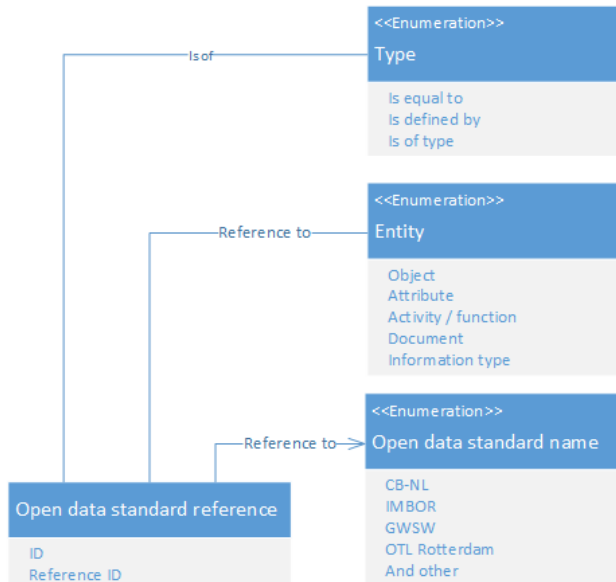 <<Enumeration>>
Type
Is of
Is equal to
Is defined by
Is of type
<<Enumeration>>
Entity
Reference to
Object
Attribute
Activity / function
Document
Information type
<<Enumeration>>
Open data standard name
Reference to
CB-NL
IMBOR
GWSW
OTL Rotterdam
And other
Open data standard reference
ID
Reference ID